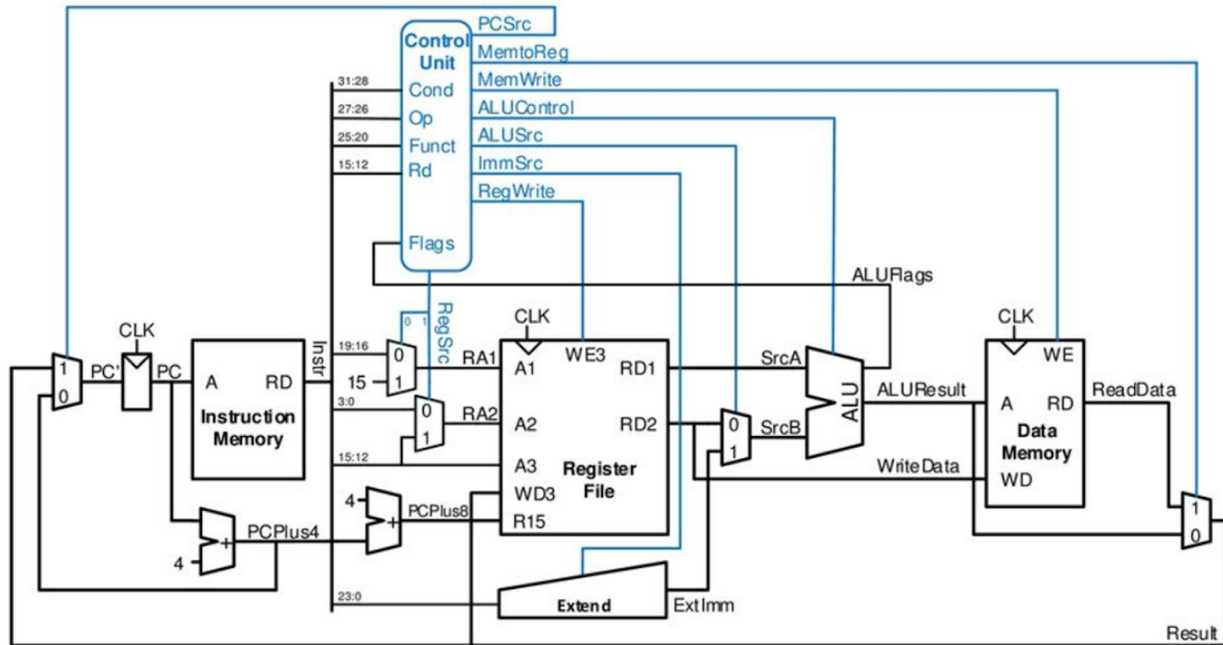 PCSrc
Control
Unit
MemtoReg
MemWrite
31:28
Cond
27:26
Op
ALUControl
25:20
Funct
ALUSrc
15:12
Rd
ImmSrc
RegWrite
Flags
ALUFlags
RegSrc
0 1
CLK
CLK
CLK
Instr
19:16
0
1
15
RA1
A1
WE3
RD1
SrcA
WE
1
0
PC'
PC
A
RD
Instruction
Memory
3:0
0
1
RA2
A2
RD2
0
1
SrcB
ALU
ALUResult
A
RD
ReadData
Data
Memory
15:12
A3
Register
File
WriteData
WD
WD3
4
+
PCPlus8
R15
1
0
4
+
PCPlus4
23:0
Extend
ExtImm
Result